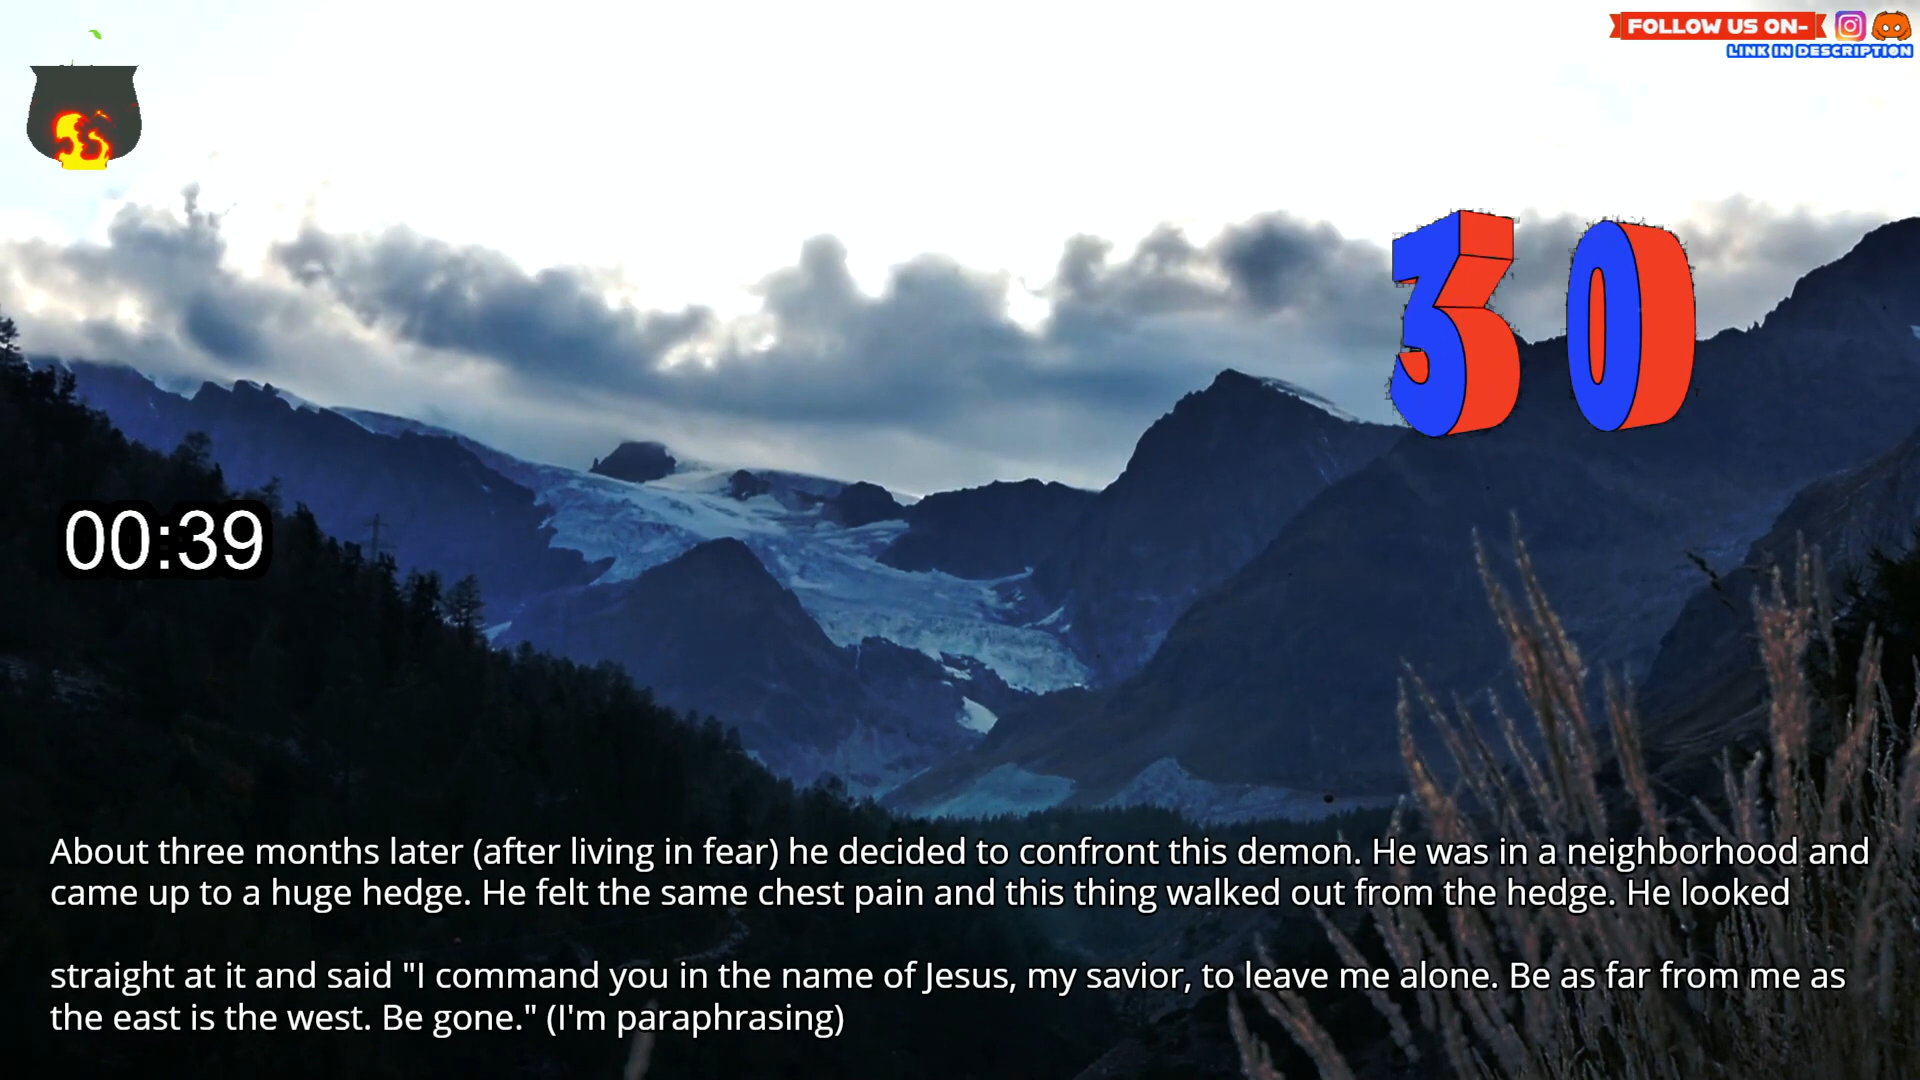 FOLLOW US ON-
LINK IN DESCRIPTION
30
00:39
About three months later (after living in fear) he decided to confront this demon. He was in a neighborhood and
came up to a huge hedge. He felt the same chest pain and this thing walked out from the hedge. He looked
straight at it and said "I command you in the name of Jesus, my savior, to leave me alone. Be as far from me as
the east is the west. Be gone." (I'm paraphrasing)